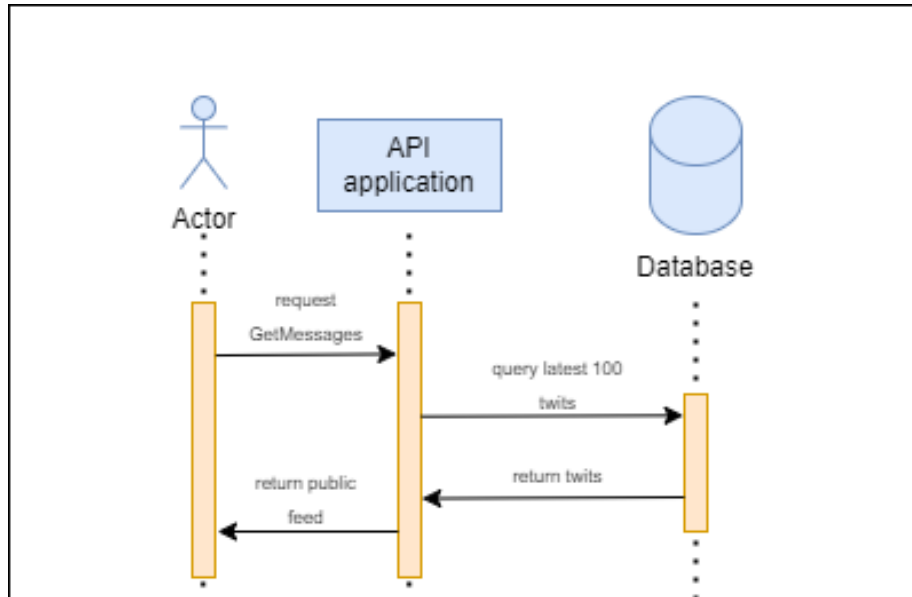 API
application
Actor
Database
request
GetMessages
query latest 100
twits
return twits
return public
feed